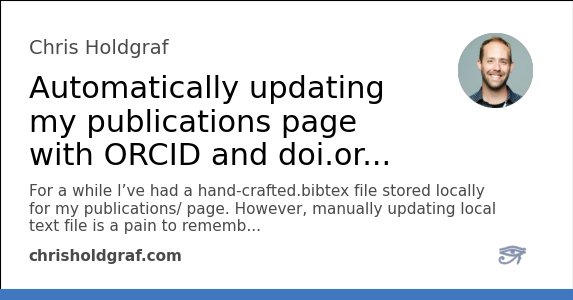 Chris Holdgraf
Automatically updating
my publications page
with ORCID and doi.or...
For a while I’ve had a hand-crafted.bibtex file stored locally
for my publications/ page. However, manually updating local
text file is a pain to rememb...
chrisholdgraf.com